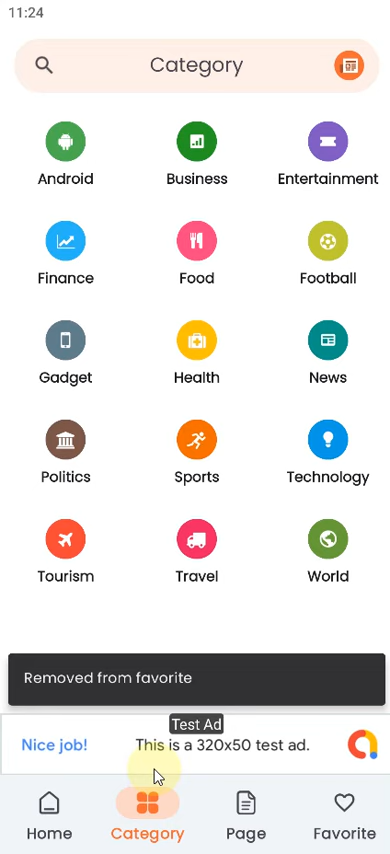 11:24
Category
Android Business Entertainment
Finance Food Football
Gadget Health News
Politics Sports Technology
Tourism Travel World
Removed from favorite
Test Ad
Nice job! This is a 320x50 test ad.
Home Category Page Favorite